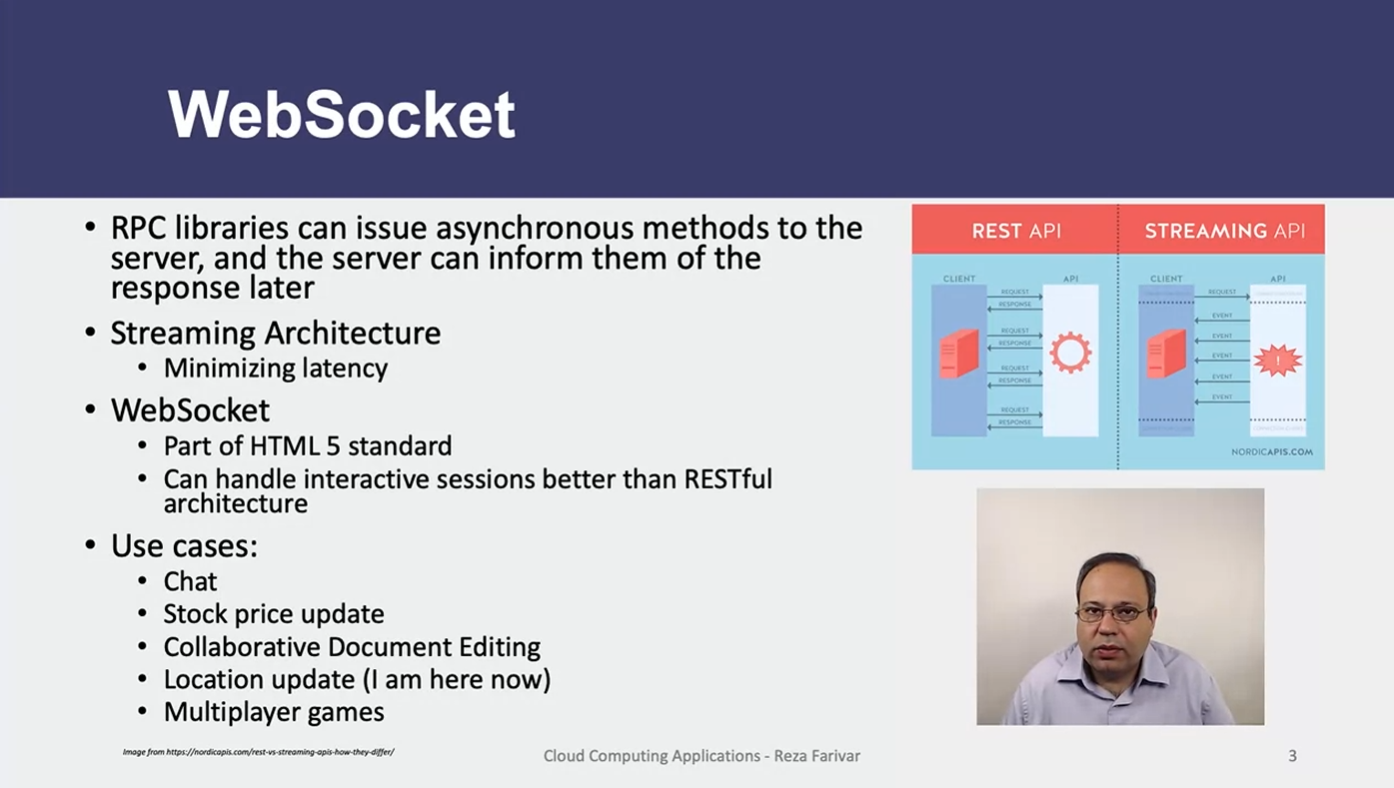 WebSocket
• RPC libraries can issue asynchronous methods to the
server, and the server can inform them of the
response later
• Streaming Architecture
• Minimizing latency
• WebSocket
• Part of HTML 5 standard
• Can handle interactive sessions better than RESTful
architecture
• Use cases:
• Chat
• Stock price update
• Collaborative Document Editing
• Location update (I am here now)
• Multiplayer games
REST API
CLIENT
API
REQUEST
RESPONSE
REQUEST
RESPONSE
REQUEST
RESPONSE
REQUEST
RESPONSE
STREAMING API
CLIENT
API
REQUEST
EVENT
EVENT
EVENT
EVENT
EVENT
!
NORDICAPIS.COM
Image from https://nordicapis.com/rest-vs-streaming-apis-how-they-differ/
Cloud Computing Applications - Reza Farivar
3